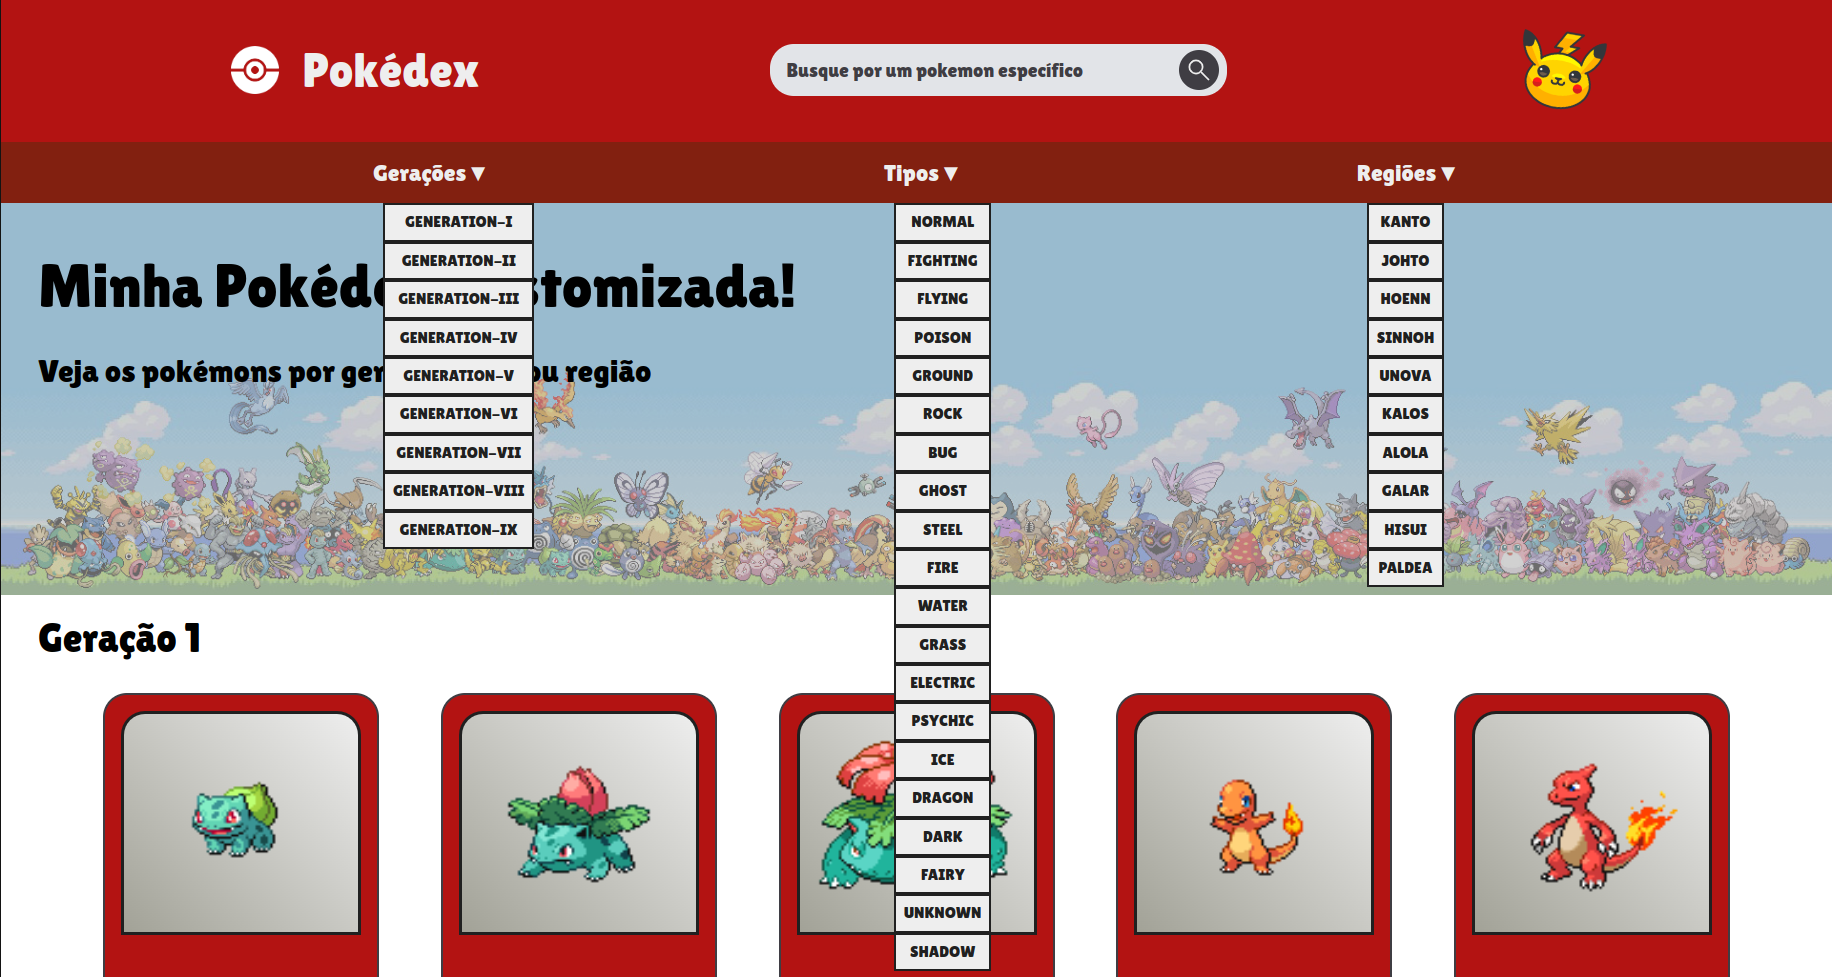 Pokédex
Busque por um pokemon específico
Gerações ▼
Tipos ▼
Regiões ▼
GENERATION-I
GENERATION-II
GENERATION-III
GENERATION-IV
GENERATION-V
GENERATION-VI
GENERATION-VII
GENERATION-VIII
GENERATION-IX
NORMAL
FIGHTING
FLYING
POISON
GROUND
ROCK
BUG
GHOST
STEEL
FIRE
WATER
GRASS
ELECTRIC
PSYCHIC
ICE
DRAGON
DARK
FAIRY
UNKNOWN
SHADOW
KANTO
JOHTO
HOENN
SINNOH
UNOVA
KALOS
ALOLA
GALAR
HISUI
PALDEA
Minha Pokéd stomizada!
Veja os pokémons por ger ou região
Geração 1